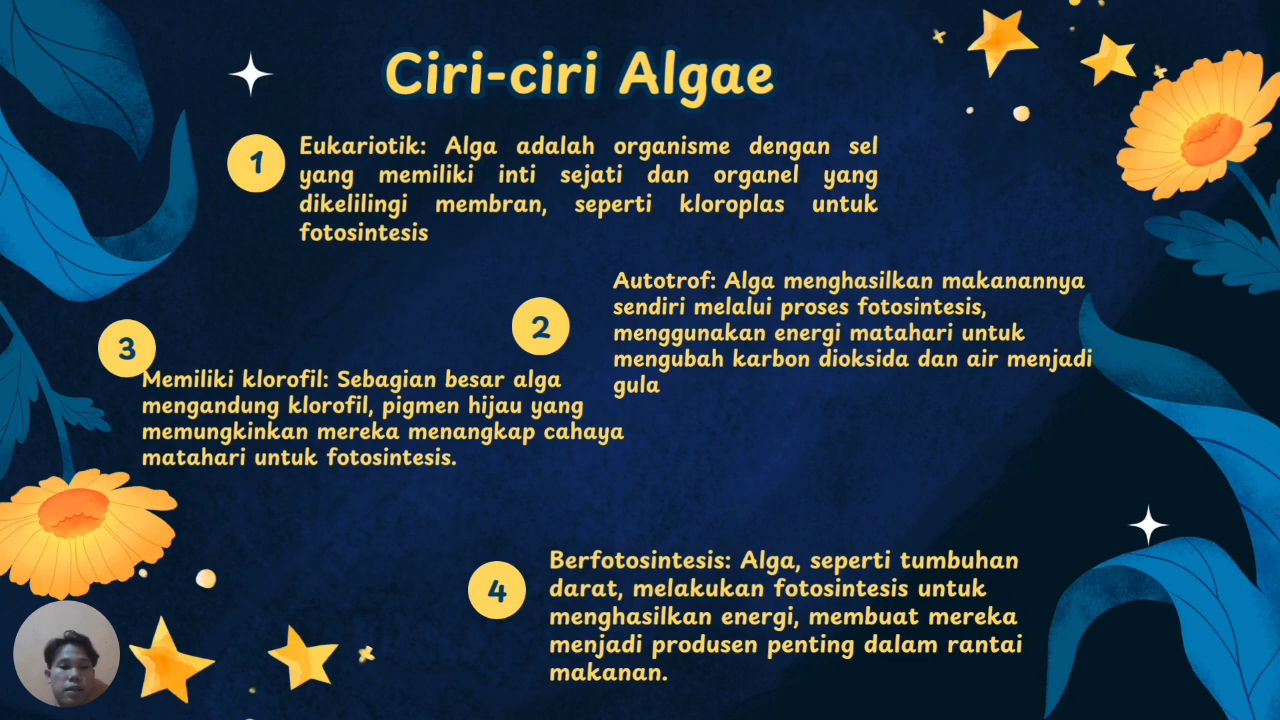 Ciri-ciri Algae
1
Eukariotik: Alga adalah organisme dengan sel
yang memiliki inti sejati dan organel yang
dikelilingi membran, seperti kloroplas untuk
fotosintesis
2
Autotrof: Alga menghasilkan makanannya
sendiri melalui proses fotosintesis,
menggunakan energi matahari untuk
mengubah karbon dioksida dan air menjadi
gula
3
Memiliki klorofil: Sebagian besar alga
mengandung klorofil, pigmen hijau yang
memungkinkan mereka menangkap cahaya
matahari untuk fotosintesis.
4
Berfotosintesis: Alga, seperti tumbuhan
darat, melakukan fotosintesis untuk
menghasilkan energi, membuat mereka
menjadi produsen penting dalam rantai
makanan.